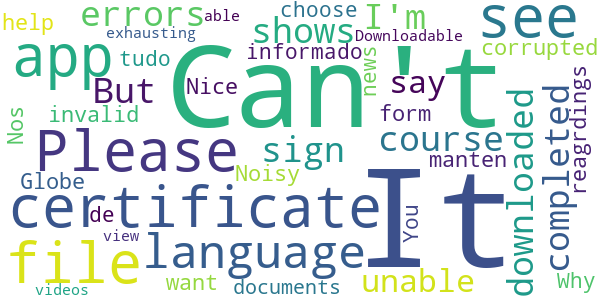 help errors able choose I'm see
exhausting shows Downloadable
app tudo Can't informado news corrupted
But Nice say
Nos invalid form
Please sign course downloaded completed reagrdings
Globe Noisy manten
certificate de It You
language
file view want unable Why
videos documents